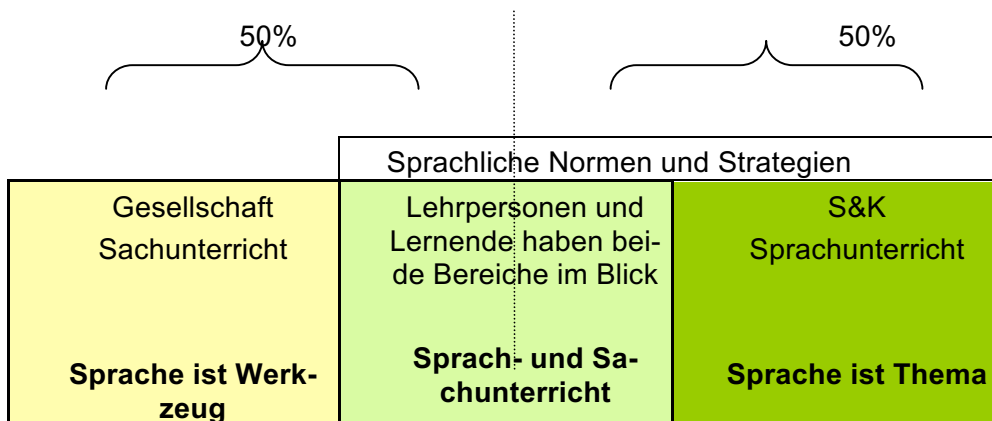 50% 50%
Sprachliche Normen und Strategien
Gesellschaft
Sachunterricht
Sprache ist Werk-
zeug
Lehrpersonen und
Lernende haben bei-
de Bereiche im Blick
Sprach- und Sa-
chunterricht
S&K
Sprachunterricht
Sprache ist Thema